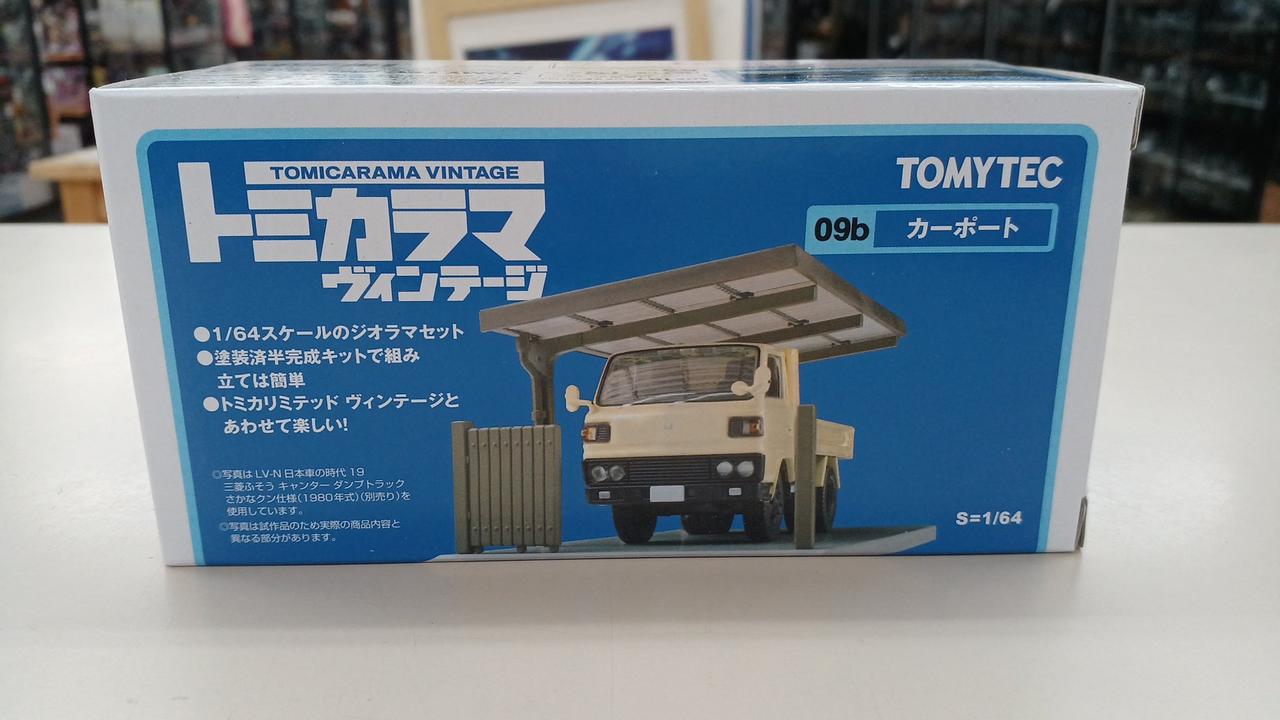 TOMICARAMA VINTAGE
トミカラマ
ヴィンテージ
TOMYTEC
09b カーポート
●1/64スケールのジオラマセット
●塗装済半完成キットで組み
立ては簡単
●トミカリミテッド ヴィンテージと
あわせて楽しい!
◎写真は LV-N 日本車の時代 19
三菱ふそう キャンター ダンプトラック
さかなクン仕様(1980年式)(別売り)を
使用しています。
◎写真は試作品のため実際の商品内容と
異なる部分があります。
S=1/64